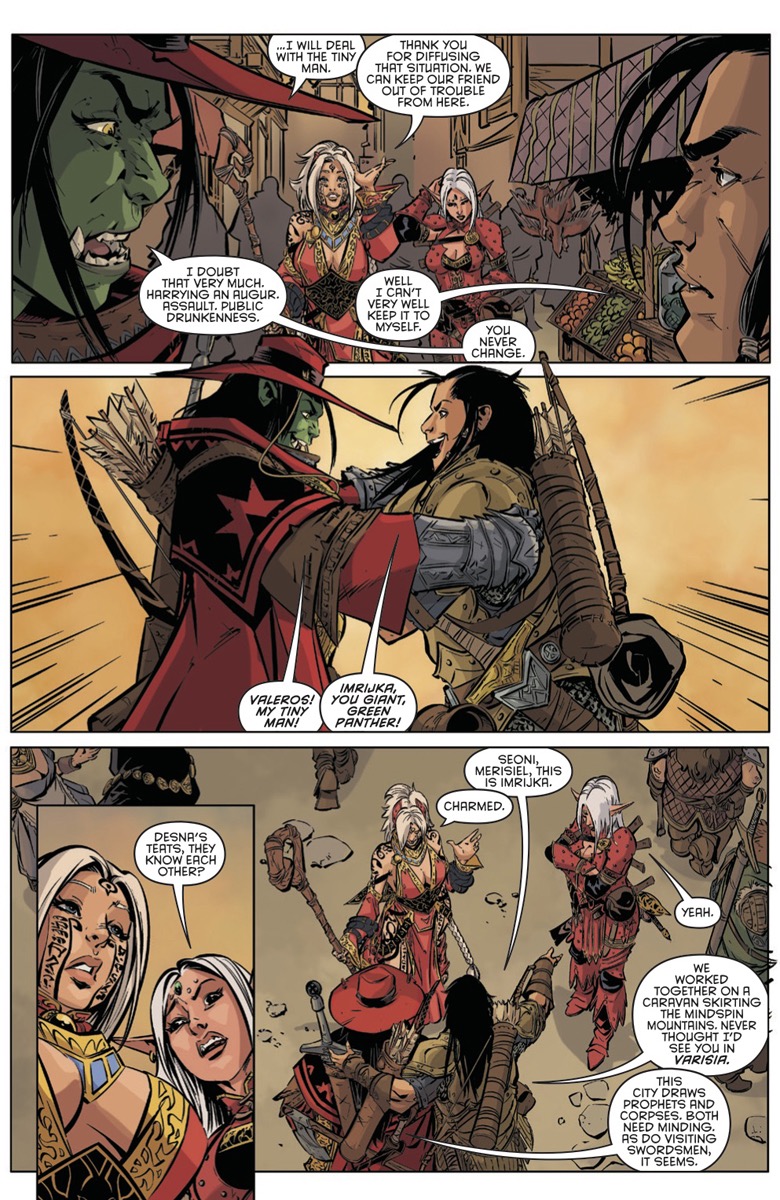 ...I WILL DEAL
WITH THE TINY
MAN.
THANK YOU
FOR DIFFUSING
THAT SITUATION. WE
CAN KEEP OUR FRIEND
OUT OF TROUBLE
FROM HERE.
I DOUBT
THAT VERY MUCH.
HARRYING AN AUGUR.
ASSAULT. PUBLIC
DRUNKENNESS.
WELL
I CAN'T
VERY WELL
KEEP IT TO
MYSELF.
YOU
NEVER
CHANGE.
VALEROS!
MY TINY
MAN!
IMRIJKA,
YOU GIANT,
GREEN
PANTHER!
DESNA'S
TEATS, THEY
KNOW EACH
OTHER?
SEONI,
MERISIEL, THIS
IS IMRIJKA.
CHARMED.
YEAH.
WE
WORKED
TOGETHER ON A
CARAVAN SKIRTING
THE MINDSPIN
MOUNTAINS. NEVER
THOUGHT I'D
SEE YOU IN
VARISIA.
THIS
CITY DRAWS
PROPHETS AND
CORPSES. BOTH
NEED MINDING.
AS DO VISITING
SWORDSMEN,
IT SEEMS.